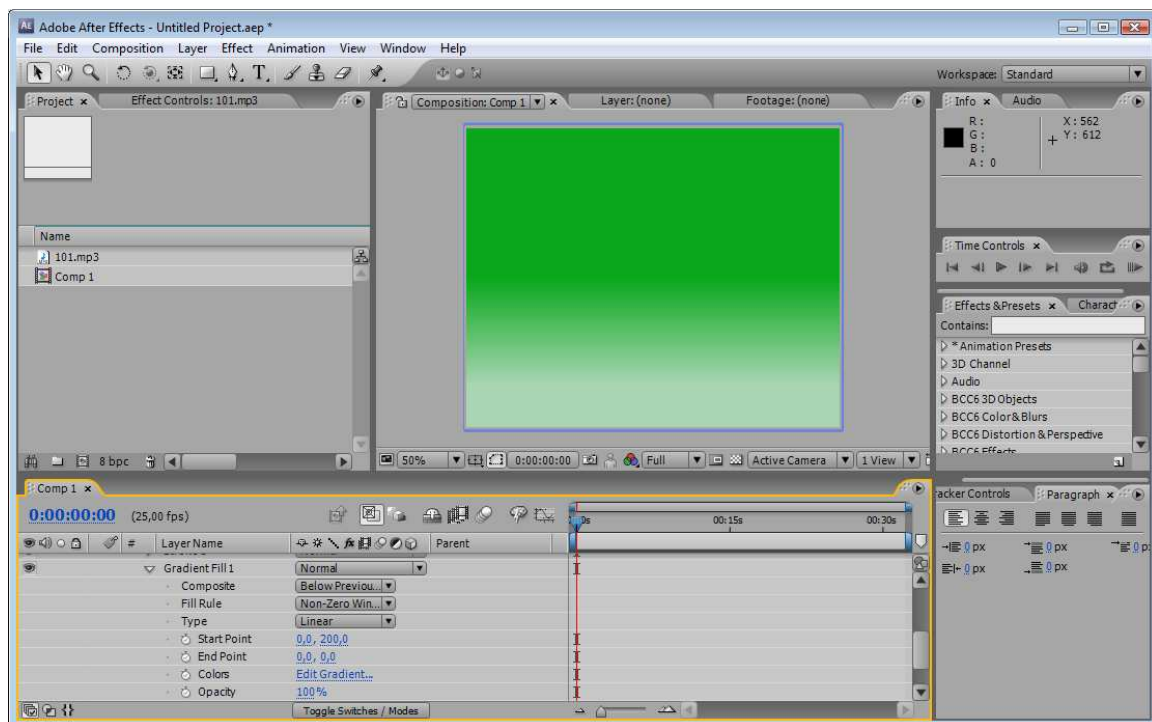 Adobe After Effects - Untitled Project.aep *
File Edit Composition Layer Effect Animation View Window Help
Workspace: Standard
Project × Effect Controls: 101.mp3
Composition: Comp 1 × Layer: (none) Footage: (none)
Info × Audio
R:
G:
B:
A: 0
X: 562
Y: 612
Name
101.mp3
Comp 1
8 bpc
50% 0:00:00:00 Full Active Camera 1 View
Time Controls ×
Effects & Presets × Charact
Contains:
* Animation Presets
3D Channel
Audio
BCC6 3D Objects
BCC6 Color & Blurs
BCC6 Distortion & Perspective
BCC6 Effects
Comp 1 ×
0:00:00:00 (25,00 fps)
00:15s 00:30s
# Layer Name Parent
Gradient Fill 1 Normal
Composite Below Previou...
Fill Rule Non-Zero Win...
Type Linear
Start Point 0,0, 200,0
End Point 0,0, 0,0
Colors Edit Gradient...
Opacity 100%
Toggle Switches / Modes
acker Controls Paragraph ×
0 px 0 px 0 p
0 px 0 px